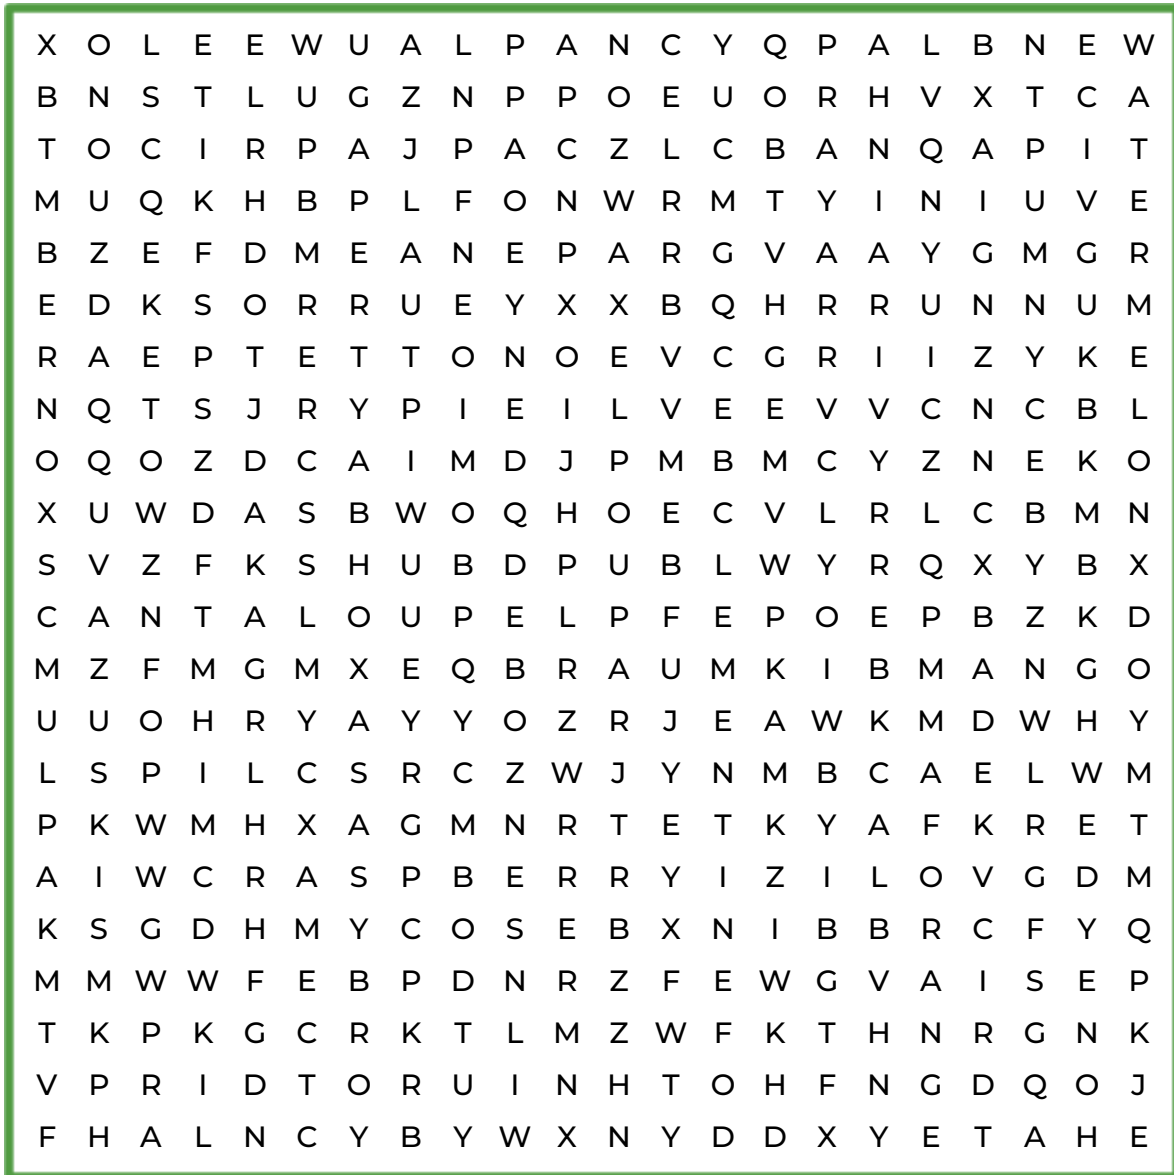 X O L E E W U A L P A N C Y Q P A L B N E W
B N S T L U G Z N P P O E U O R H V X T C A
T O C I R P A J P A C Z L C B A N Q A P I T
M U Q K H B P L F O N W R M T Y I N I U V E
B Z E F D M E A N E P A R G V A A Y G M G R
E D K S O R R U E Y X X B Q H R R U N N U M
R A E P T E T T O N O E V C G R I I Z Y K E
N Q T S J R Y P I E I L V E E V V C N C B L
O Q O Z D C A I M D J P M B M C Y Z N E K O
X U W D A S B W O Q H O E C V L R L C B M N
S V Z F K S H U B D P U B L W Y R Q X Y B X
C A N T A L O U P E L P F E P O E P B Z K D
M Z F M G M X E Q B R A U M K I B M A N G O
U U O H R Y A Y Y O Z R J E A W K M D W H Y
L S P I L C S R C Z W J Y N M B C A E L W M
P K W M H X A G M N R T E T K Y A F K R E T
A I W C R A S P B E R R Y I Z I L O V G D M
K S G D H M Y C O S E B X N I B B R C F Y Q
M M W W F E B P D N R Z F E W G V A I S E P
T K P K G C R K T L M Z W F K T H N R G N K
V P R I D T O R U I N H T O H F N G D Q O J
F H A L N C Y B Y W X N Y D D X Y E T A H E